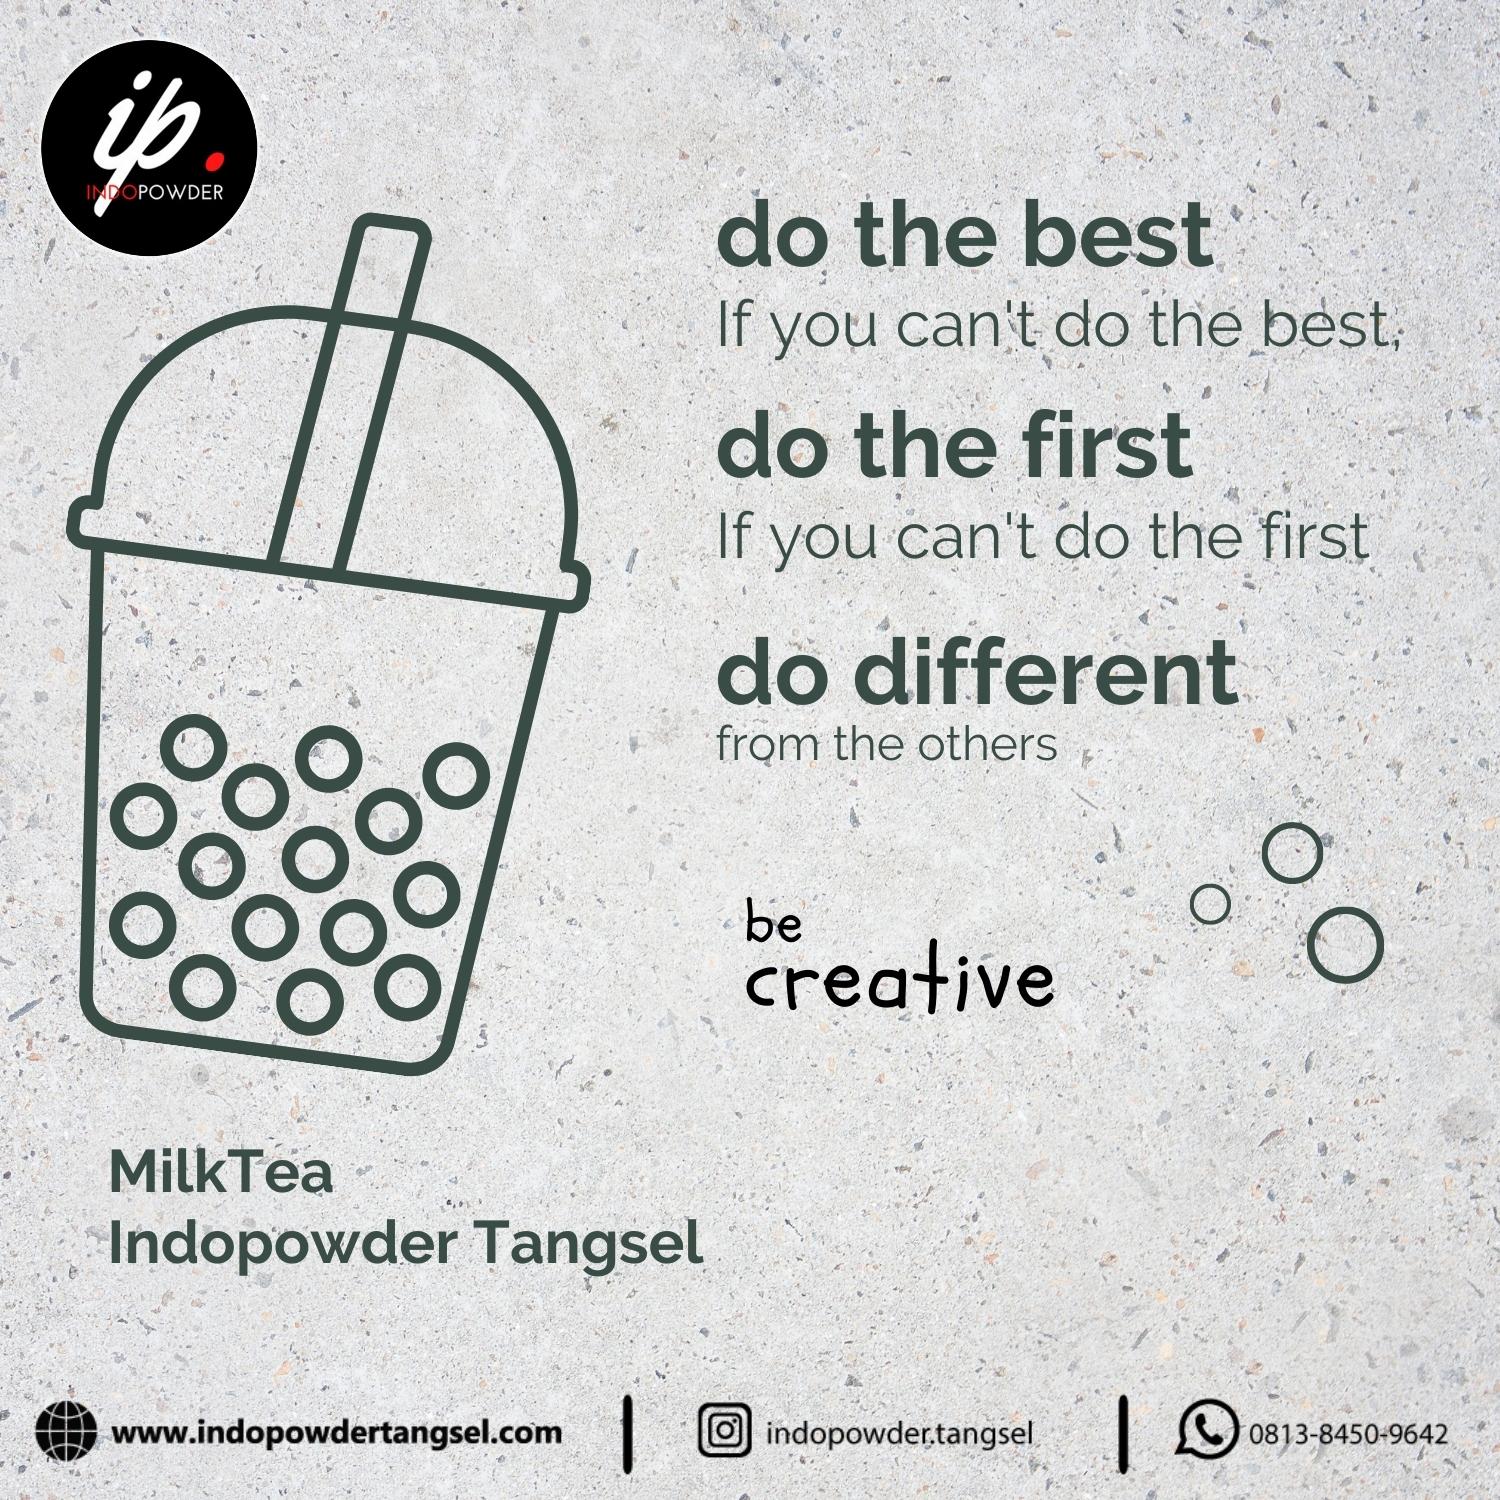 ip.
INDOPOWDER
do the best
If you can't do the best,
do the first
If you can't do the first
do different
from the others
be
creative
MilkTea
Indopowder Tangsel
www.indopowdertangsel.com
indopowder.tangsel
0813-8450-9642